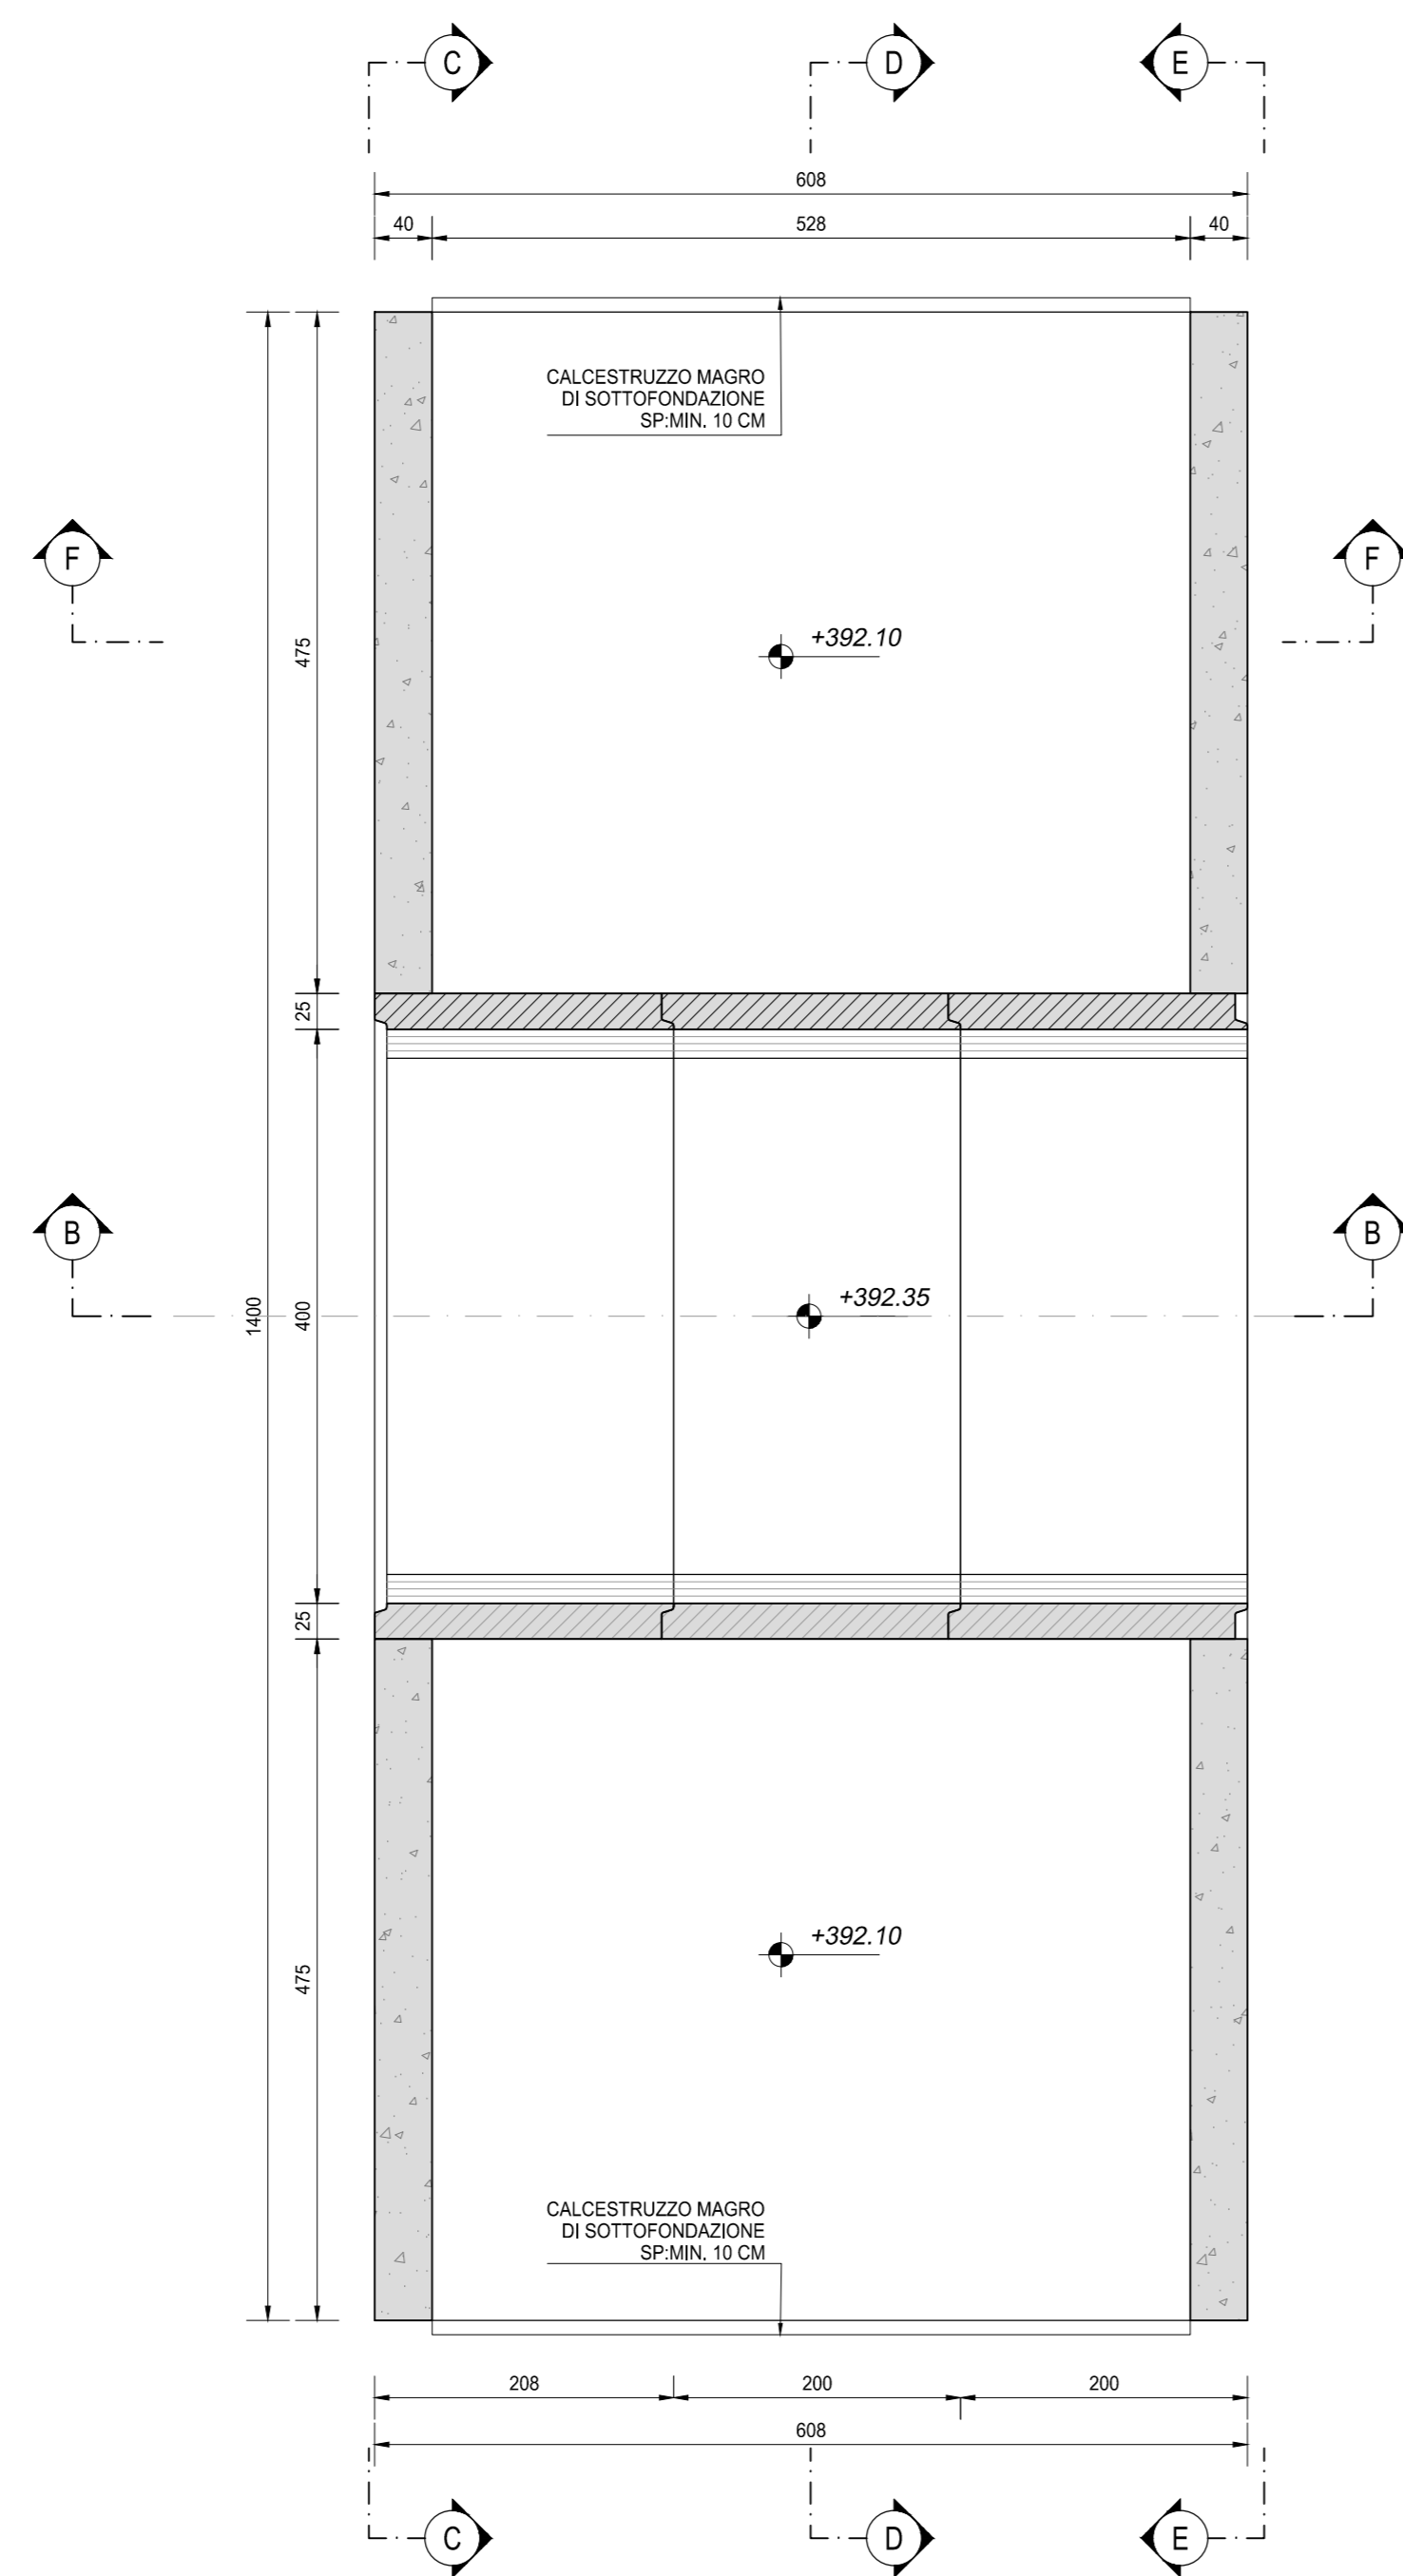 C
D
E
608
40
528
40
CALCESTRUZZO MAGRO
DI SOTTOFONDAZIONE
SP:MIN. 10 CM
F
F
475
+392.10
25
B
B
1400
400
+392.35
25
475
+392.10
CALCESTRUZZO MAGRO
DI SOTTOFONDAZIONE
SP:MIN. 10 CM
208
200
200
608
C
D
E